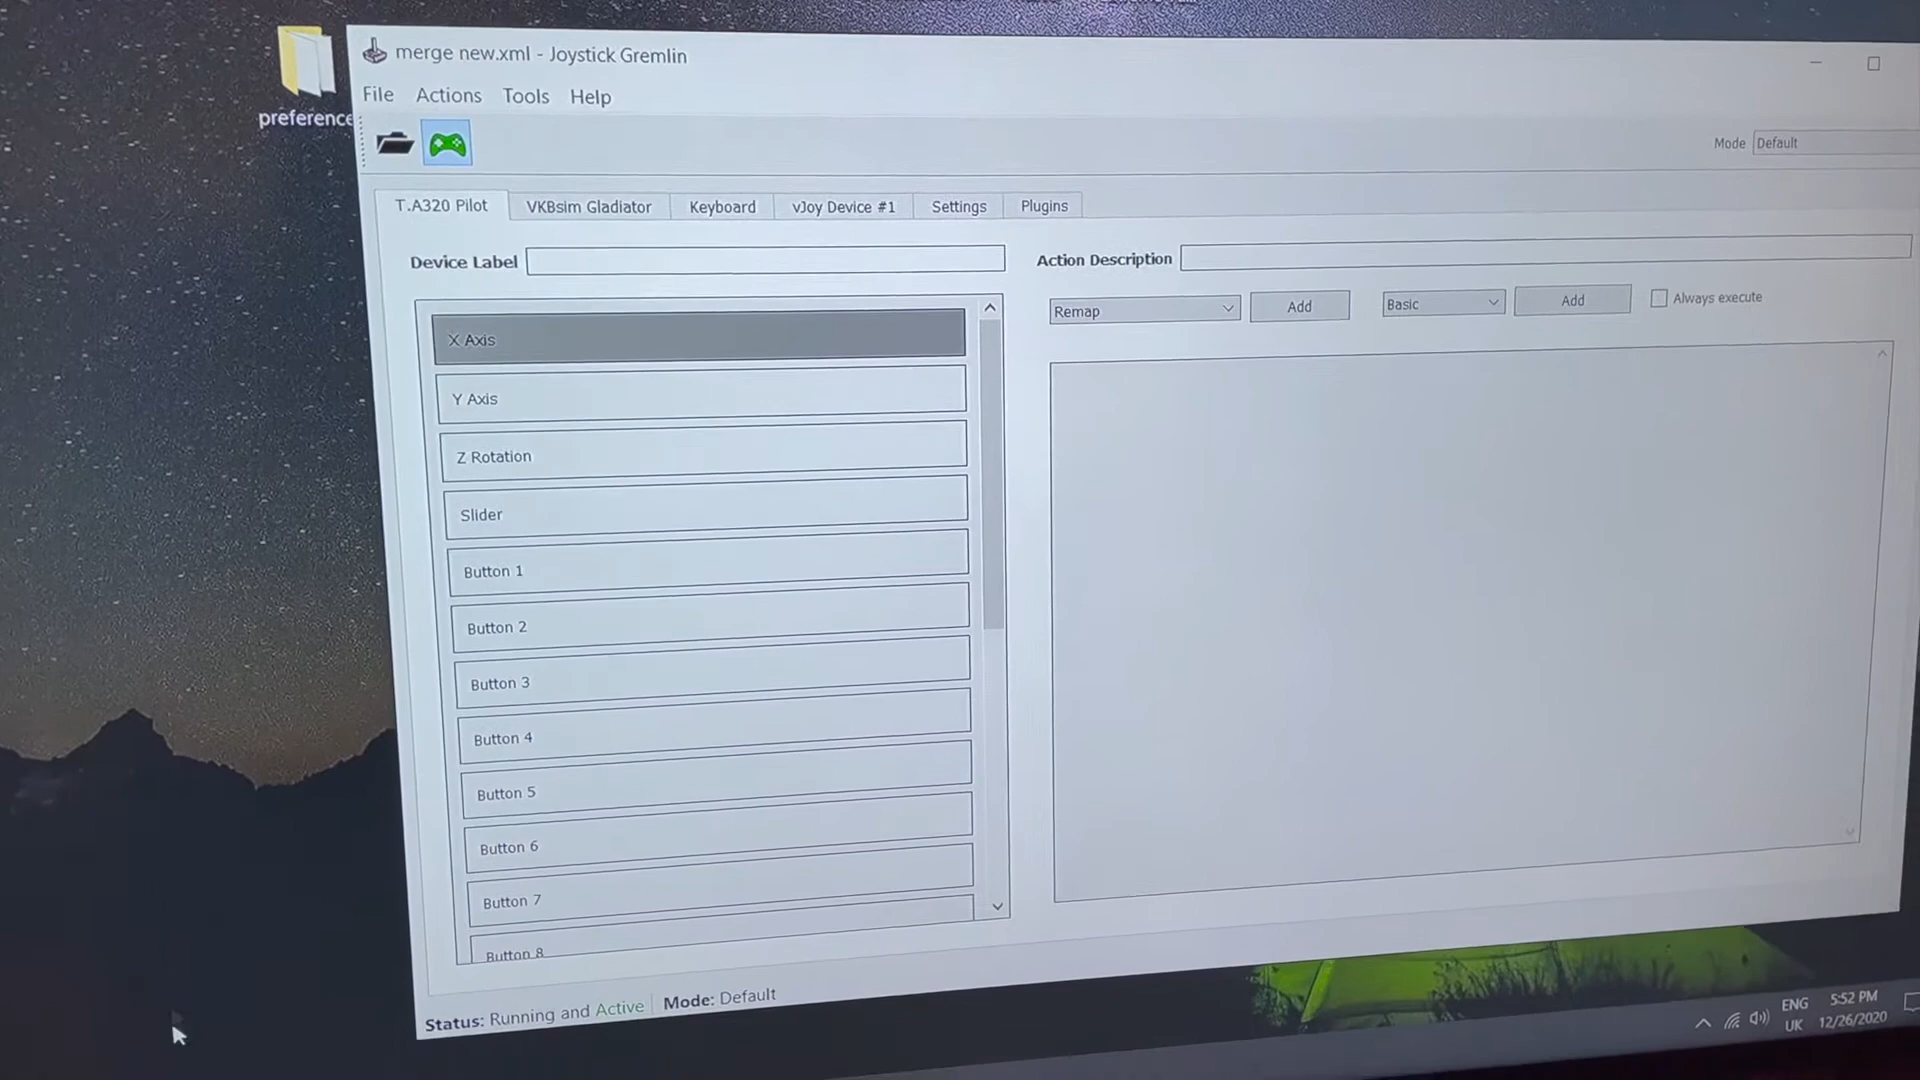 preference
merge new.xml - Joystick Gremlin
File Actions Tools Help
Mode Default
T.A320 Pilot VKBsim Gladiator Keyboard vJoy Device #1 Settings Plugins
Device Label
Action Description
Remap Add Basic Add Always execute
X Axis
Y Axis
Z Rotation
Slider
Button 1
Button 2
Button 3
Button 4
Button 5
Button 6
Button 7
Button 8
Status: Running and Active Mode: Default
ENG
UK
5:52 PM
12/26/2020